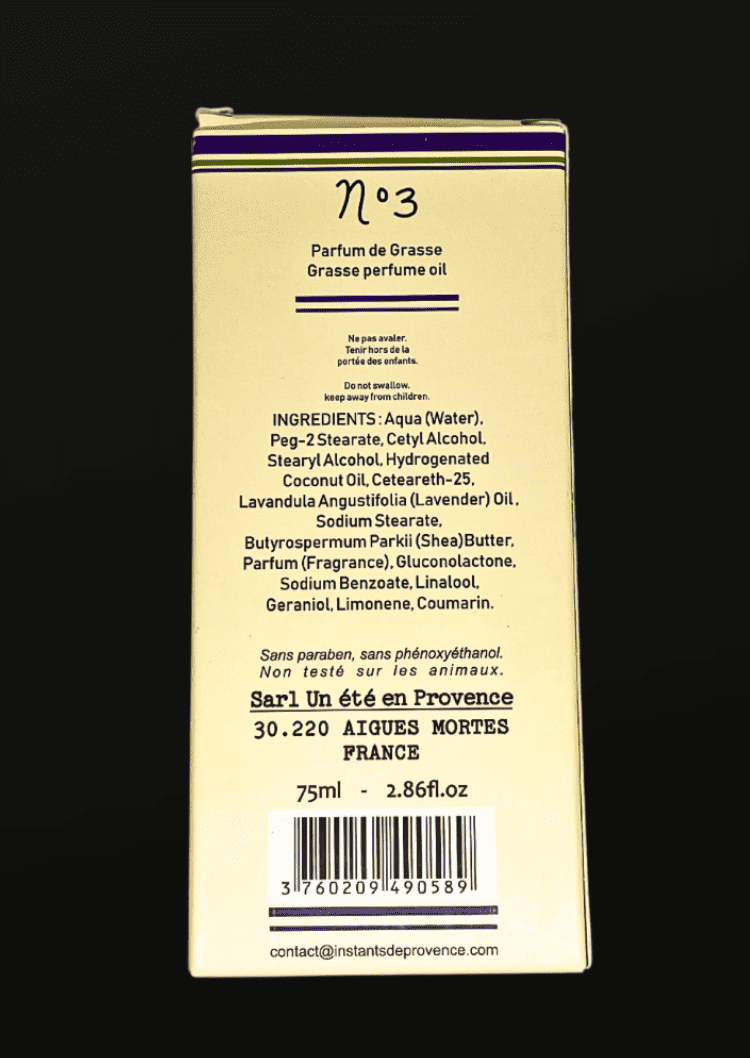 n°3
Parfum de Grasse
Grasse perfume oil
Ne pas avaler.
Tenir hors de la
portée des enfants.
Do not swallow.
keep away from children.
INGREDIENTS : Aqua (Water),
Peg-2 Stearate, Cetyl Alcohol,
Stearyl Alcohol, Hydrogenated
Coconut Oil, Ceteareth-25,
Lavandula Angustifolia (Lavender) Oil,
Sodium Stearate,
Butyrospermum Parkii (Shea)Butter,
Parfum (Fragrance), Gluconolactone,
Sodium Benzoate, Linalool,
Geraniol, Limonene, Coumarin.
Sans paraben, sans phénoxyéthanol.
Non testé sur les animaux.
Sarl Un été en Provence
30.220 AIGUES MORTES
FRANCE
75ml - 2.86fl.oz
3 760209 490589
contact@instantsdeprovence.com